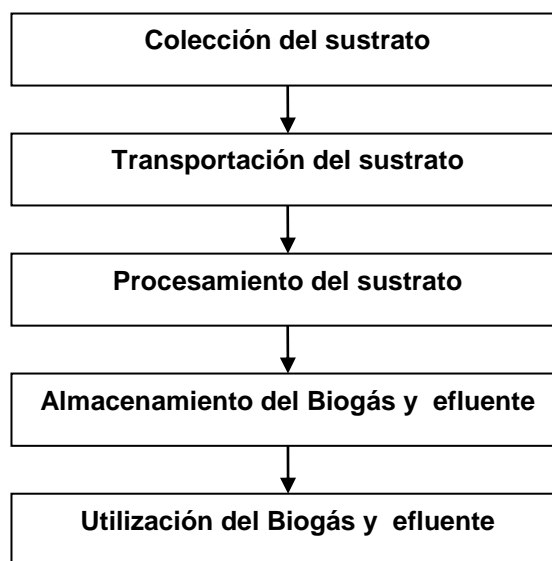 Colección del sustrato
Transportación del sustrato
Procesamiento del sustrato
Almacenamiento del Biogás y efluente
Utilización del Biogás y efluente